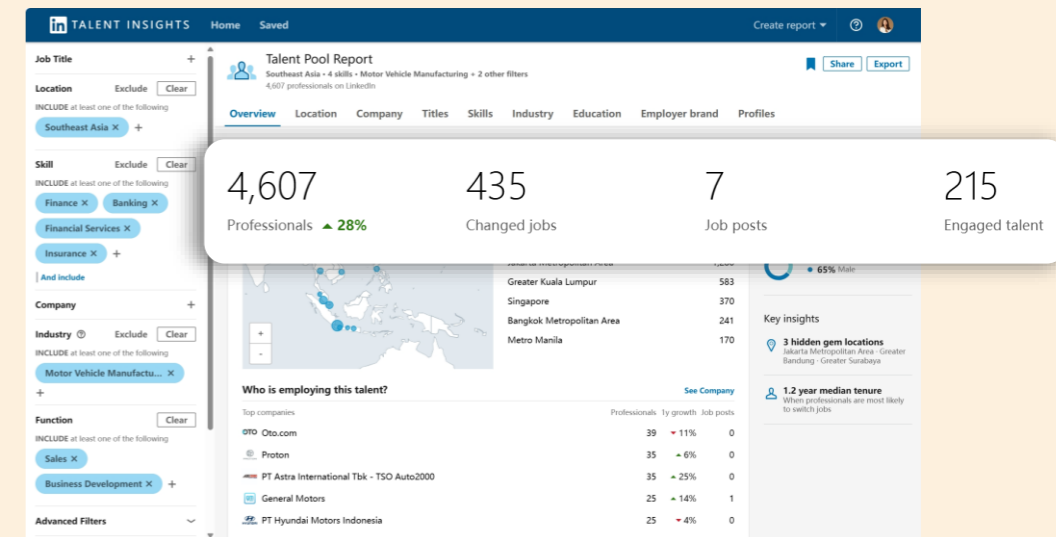 in TALENT INSIGHTS Home Saved Create report
Job Title +
Location Exclude Clear
INCLUDE at least one of the following
Southeast Asia × +
Skill Exclude Clear
INCLUDE at least one of the following
Finance × Banking ×
Financial Services ×
Insurance × +
And include
Company +
Industry Exclude Clear
INCLUDE at least one of the following
Motor Vehicle Manufactu... ×
+
Function Clear
INCLUDE at least one of the following
Sales ×
Business Development × +
Advanced Filters
Talent Pool Report
Southeast Asia • 4 skills • Motor Vehicle Manufacturing + 2 other filters
4,607 professionals on LinkedIn
Share Export
Overview Location Company Titles Skills Industry Education Employer brand Profiles
4,607 435 7 215
Professionals ▲ 28% Changed jobs Job posts Engaged talent
Greater Kuala Lumpur 583
Singapore 370
Bangkok Metropolitan Area 241
Metro Manila 170
+
-
65% Male
Key insights
3 hidden gem locations
Jakarta Metropolitan Area · Greater
Bandung · Greater Surabaya
1.2 year median tenure
When professionals are most likely
to switch jobs
Who is employing this talent? See Company
Top companies Professionals 1y growth Job posts
OTO Oto.com 39 ▼ 11% 0
Proton 35 ▲ 6% 0
PT Astra International Tbk - TSO Auto2000 35 ▲ 25% 0
General Motors 25 ▲ 14% 1
PT Hyundai Motors Indonesia 25 ▼ 4% 0